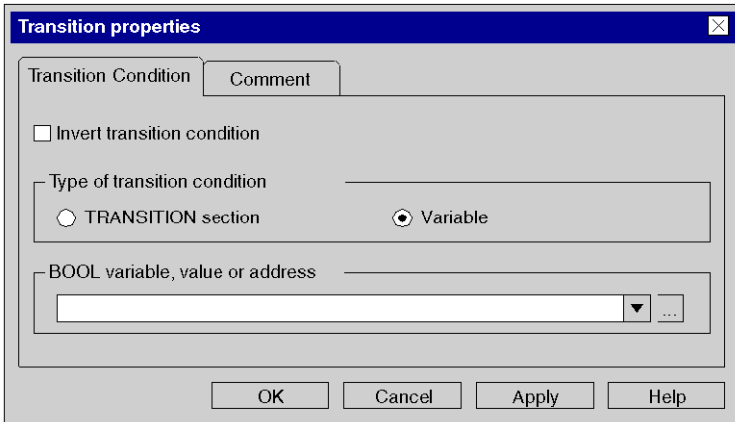 Transition properties
Transition Condition Comment
Invert transition condition
Type of transition condition
TRANSITION section Variable
BOOL variable, value or address
...
OK Cancel Apply Help